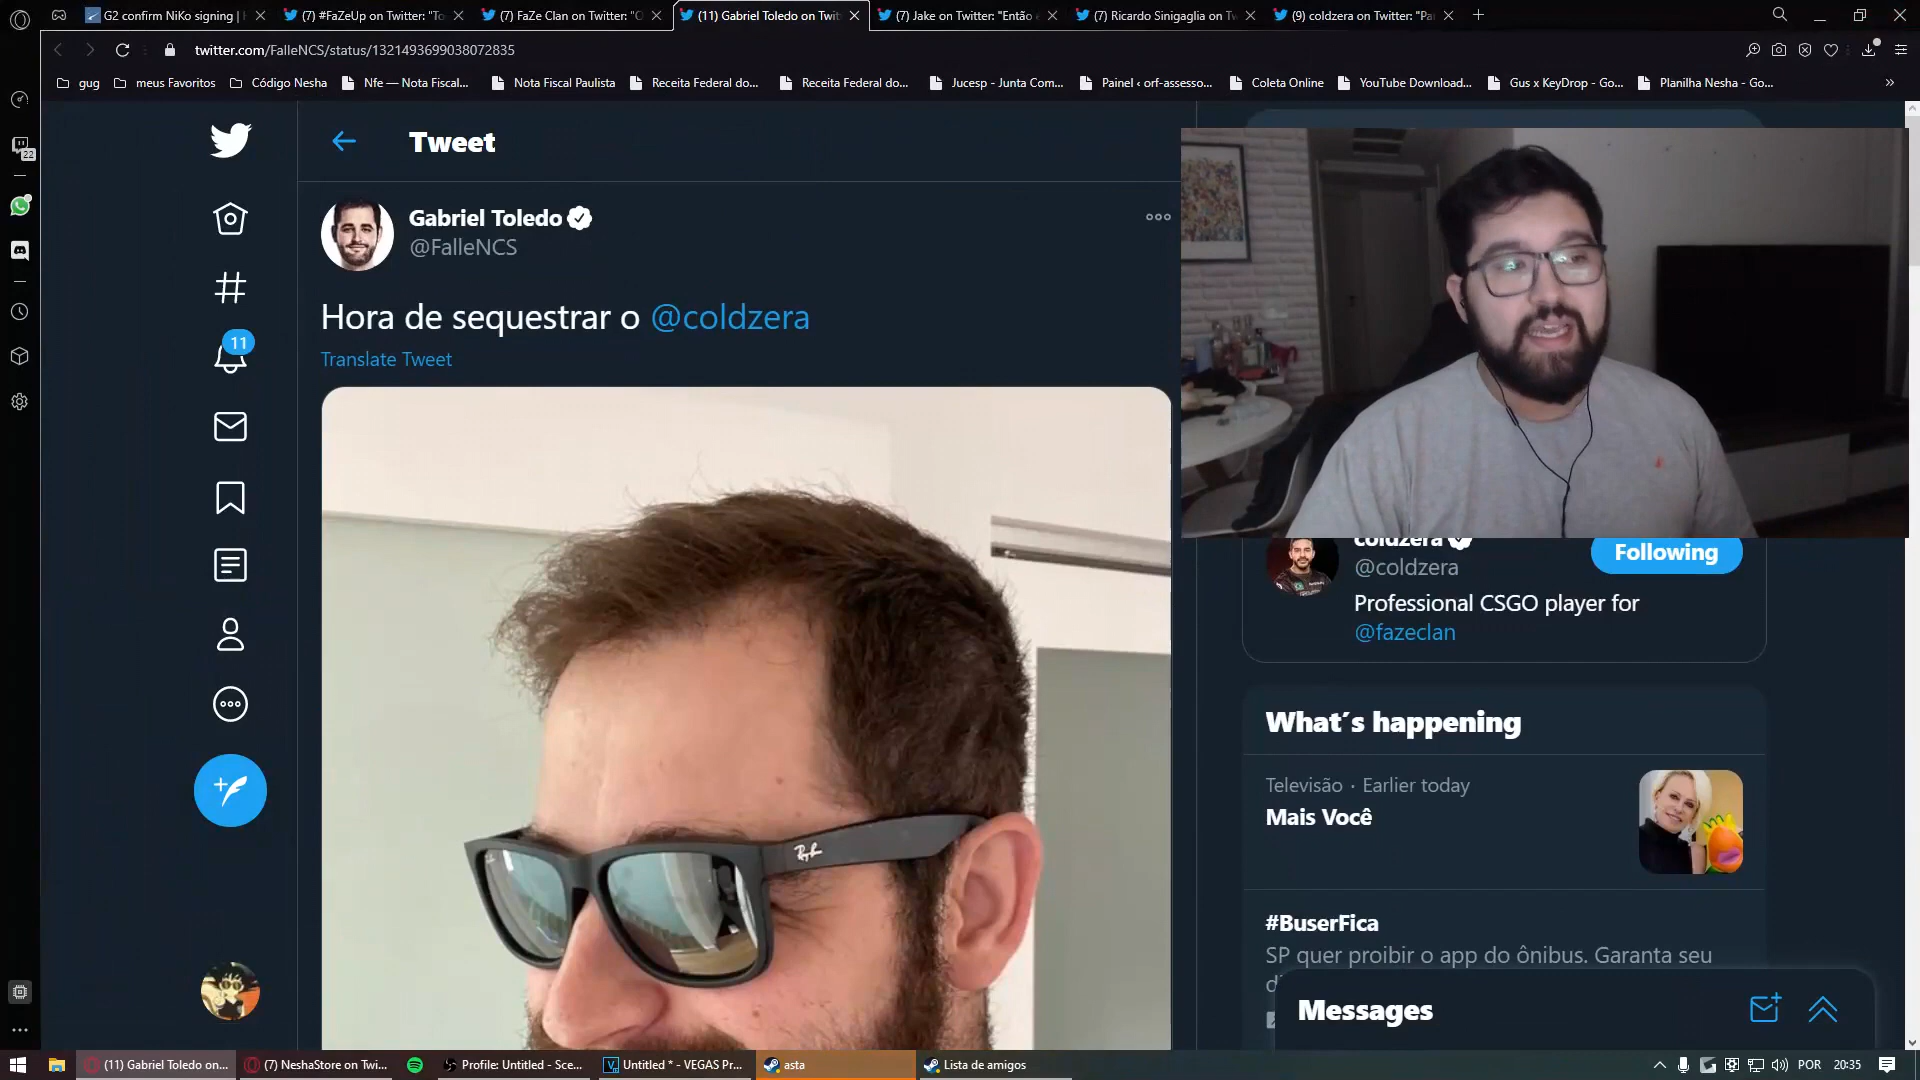 G2 confirm NiKo signing | H
(7) #FaZeUp on Twitter: "To
(7) FaZe Clan on Twitter: "O
(11) Gabriel Toledo on Twit
(7) Jake on Twitter: "Então
(7) Ricardo Sinigaglia on Tw
(9) coldzera on Twitter: "Pa
twitter.com/FalleNCS/status/1321493699038072835
gug
meus Favoritos
Código Nesha
Nfe — Nota Fiscal...
Nota Fiscal Paulista
Receita Federal do...
Receita Federal do...
Jucesp - Junta Com...
Painel ‹ orf-assesso...
Coleta Online
YouTube Download...
Gus x KeyDrop - Go...
Planilha Nesha - Go...
»
22
Tweet
Gabriel Toledo
@FalleNCS
Hora de sequestrar o @coldzera
Translate Tweet
11
Ray-Ban
coldzera
@coldzera
Following
Professional CSGO player for
@fazeclan
What's happening
Televisão · Earlier today
Mais Você
#BuserFica
SP quer proibir o app do ônibus. Garanta seu
Messages
(11) Gabriel Toledo on...
(7) NeshaStore on Twi...
Profile: Untitled - Sce...
Untitled * - VEGAS Pr...
asta
Lista de amigos
POR
20:35